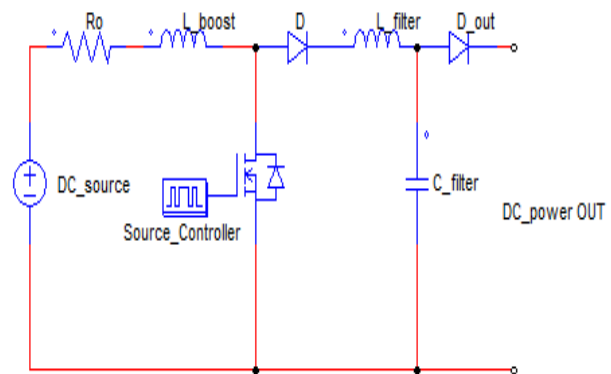 Ro
L_boost
D
L_filter
D_out
DC_source
C_filter
Source_Controller
DC_power OUT